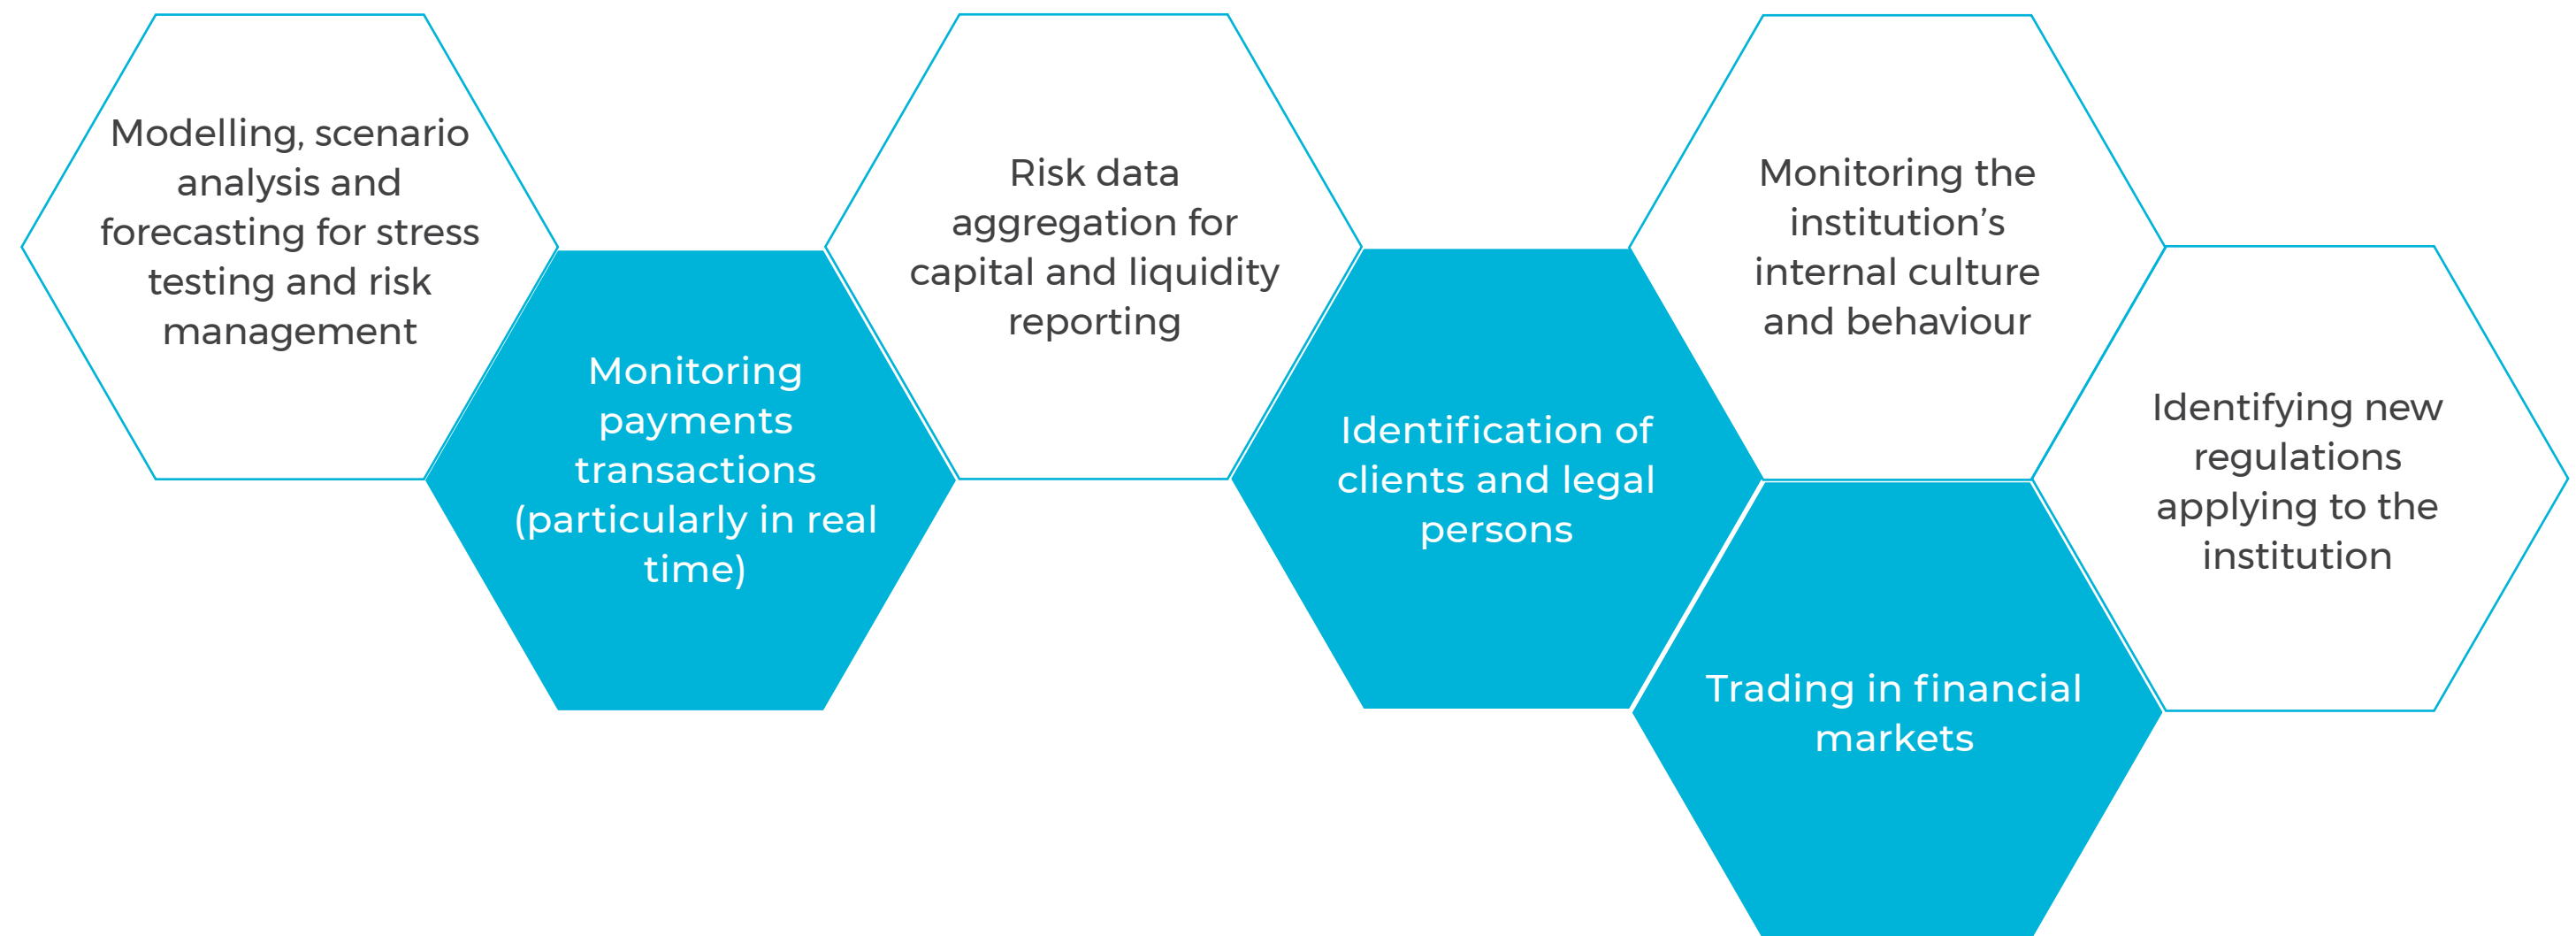 Modelling, scenario
analysis and
forecasting for stress
testing and risk
management
Monitoring
payments
transactions
(particularly in real
time)
Risk data
aggregation for
capital and liquidity
reporting
Identification of
clients and legal
persons
Monitoring the
institution’s
internal culture
and behaviour
Trading in financial
markets
Identifying new
regulations
applying to the
institution